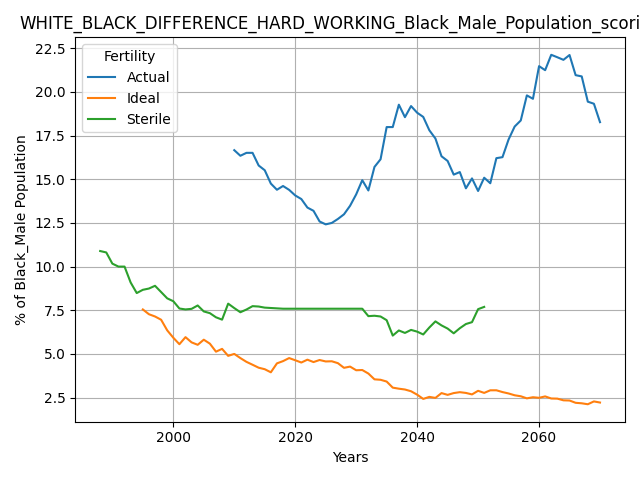 WHITE_BLACK_DIFFERENCE_HARD_WORKING_Black_Male_Population_scori
Fertility
Actual
Ideal
Sterile
22.5
20.0
17.5
15.0
12.5
10.0
7.5
5.0
2.5
% of Black_Male Population
2000
2020
2040
2060
Years